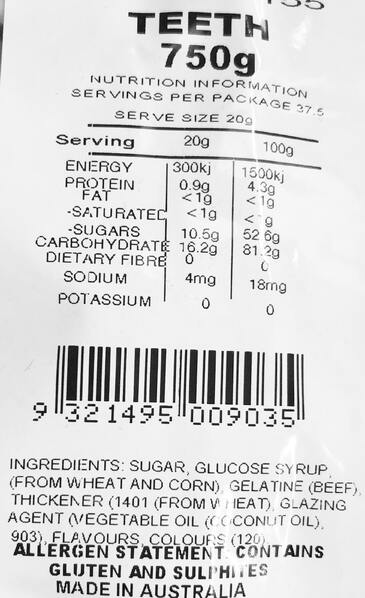 TEETH
750g
NUTRITION INFORMATION
SERVINGS PER PACKAGE 37.5
SERVE SIZE 20g
Serving 20g 100g
ENERGY 300kj 1500kj
PROTEIN 0.9g 4.3g
FAT <1g <1g
-SATURATED <1g <1g
-SUGARS 10.5g 52.6g
CARBOHYDRATE 16.2g 81.2g
DIETARY FIBRE 0 0
SODIUM 4mg 18mg
POTASSIUM 0 0
9 321495 009035
INGREDIENTS: SUGAR, GLUCOSE SYRUP,
(FROM WHEAT AND CORN), GELATINE (BEEF),
THICKENER (1401 (FROM WHEAT), GLAZING
AGENT (VEGETABLE OIL (COCONUT OIL),
903), FLAVOURS, COLOURS (120)
ALLERGEN STATEMENT: CONTAINS
GLUTEN AND SULPHITES
MADE IN AUSTRALIA